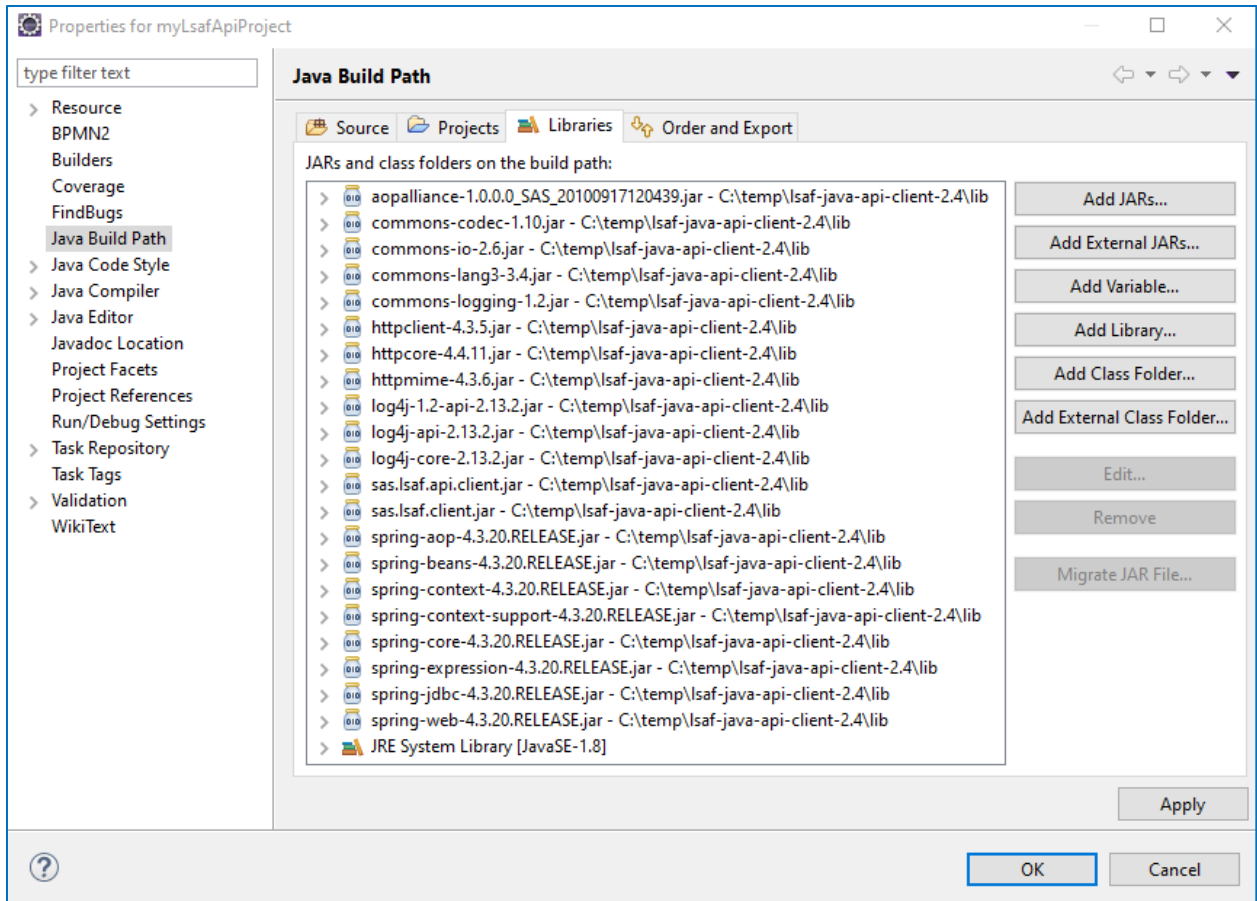 Properties for myLsafApiProject
type filter text
Resource
BPMN2
Builders
Coverage
FindBugs
Java Build Path
Java Code Style
Java Compiler
Java Editor
Javadoc Location
Project Facets
Project References
Run/Debug Settings
Task Repository
Task Tags
Validation
WikiText
Java Build Path
Source
Projects
Libraries
Order and Export
JARs and class folders on the build path:
aopalliance-1.0.0.0_SAS_20100917120439.jar - C:\temp\lsaf-java-api-client-2.4\lib
commons-codec-1.10.jar - C:\temp\lsaf-java-api-client-2.4\lib
commons-io-2.6.jar - C:\temp\lsaf-java-api-client-2.4\lib
commons-lang3-3.4.jar - C:\temp\lsaf-java-api-client-2.4\lib
commons-logging-1.2.jar - C:\temp\lsaf-java-api-client-2.4\lib
httpclient-4.3.5.jar - C:\temp\lsaf-java-api-client-2.4\lib
httpcore-4.4.11.jar - C:\temp\lsaf-java-api-client-2.4\lib
httpmime-4.3.6.jar - C:\temp\lsaf-java-api-client-2.4\lib
log4j-1.2-api-2.13.2.jar - C:\temp\lsaf-java-api-client-2.4\lib
log4j-api-2.13.2.jar - C:\temp\lsaf-java-api-client-2.4\lib
log4j-core-2.13.2.jar - C:\temp\lsaf-java-api-client-2.4\lib
sas.lsaf.api.client.jar - C:\temp\lsaf-java-api-client-2.4\lib
sas.lsaf.client.jar - C:\temp\lsaf-java-api-client-2.4\lib
spring-aop-4.3.20.RELEASE.jar - C:\temp\lsaf-java-api-client-2.4\lib
spring-beans-4.3.20.RELEASE.jar - C:\temp\lsaf-java-api-client-2.4\lib
spring-context-4.3.20.RELEASE.jar - C:\temp\lsaf-java-api-client-2.4\lib
spring-context-support-4.3.20.RELEASE.jar - C:\temp\lsaf-java-api-client-2.4\lib
spring-core-4.3.20.RELEASE.jar - C:\temp\lsaf-java-api-client-2.4\lib
spring-expression-4.3.20.RELEASE.jar - C:\temp\lsaf-java-api-client-2.4\lib
spring-jdbc-4.3.20.RELEASE.jar - C:\temp\lsaf-java-api-client-2.4\lib
spring-web-4.3.20.RELEASE.jar - C:\temp\lsaf-java-api-client-2.4\lib
JRE System Library [JavaSE-1.8]
Add JARs...
Add External JARs...
Add Variable...
Add Library...
Add Class Folder...
Add External Class Folder...
Edit...
Remove
Migrate JAR File...
Apply
OK
Cancel